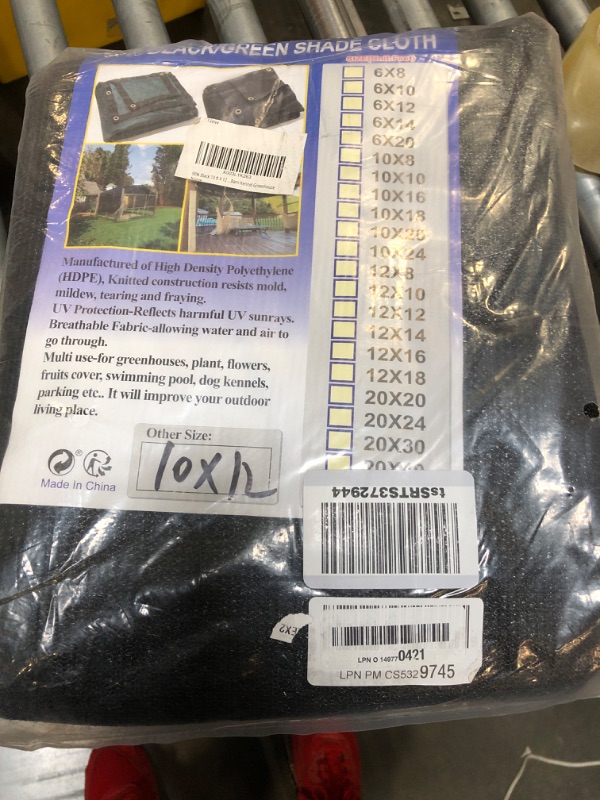 BLACK/GREEN SHADE CLOTH
6X8
6X10
6X12
6X14
6X20
10X8
10X10
10X16
10X18
10X20
10X24
12X8
12X10
12X12
12X14
12X16
12X18
20X20
20X24
20X30
Manufactured of High Density Polyethylene
(HDPE), Knitted construction resists mold,
mildew, tearing and fraying.
UV Protection-Reflects harmful UV sunrays.
Breathable Fabric-allowing water and air to
go through.
Multi use-for greenhouses, plant, flowers,
fruits cover, swimming pool, dog kennels,
parking etc.. It will improve your outdoor
living place.
Other Size:
10X12
Made In China
tsSRTS372944
EX2
LPN O 149770421
LPN PM CS5329745